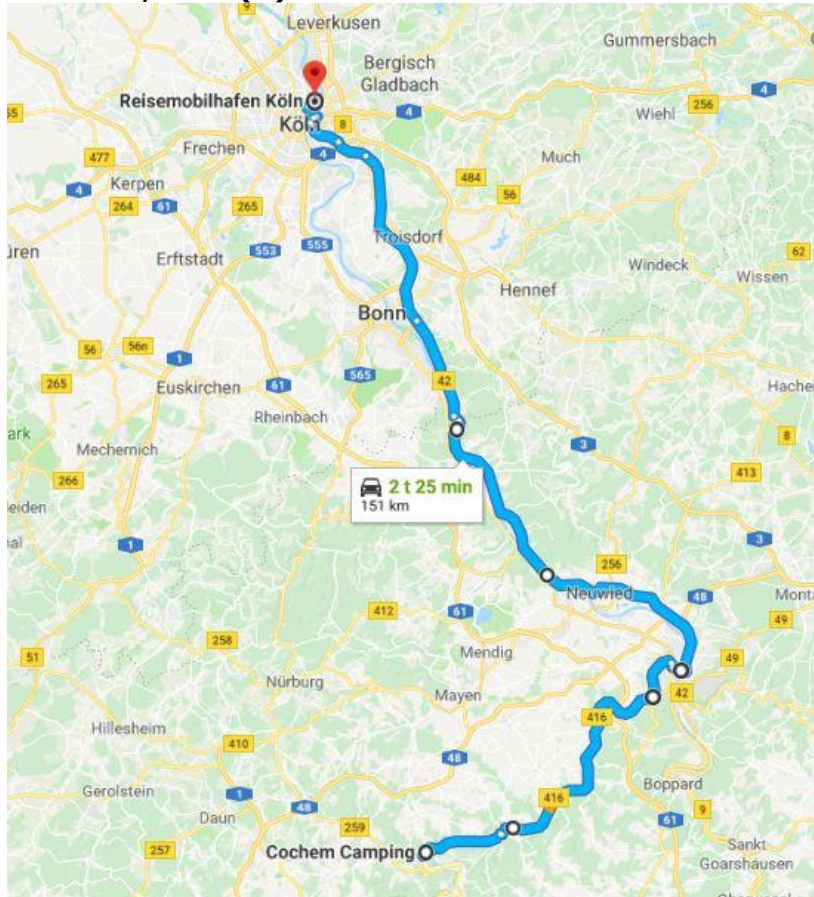 9
Leverkusen
Gummersbach
Bergisch
Gladbach
Reisemobilhafen Köln
4
4
Köln
8
256
Wiehl
Frechen
4
Much
477
Kerpen
484
4
264
61
265
56
553
555
Troisdorf
Erftstadt
62
Windeck
Wissen
Hennef
Bonn
56
56n
1
565
42
265
61
Euskirchen
Rheinbach
3
8
Mechernich
413
266
2 t 25 min
151 km
1
3
256
Neuwied
48
412
61
258
49
51
Mendig
49
Nürburg
Mayen
42
416
Hillesheim
410
48
Boppard
Gerolstein
1
48
416
9
Daun
259
61
Sankt
Goarshausen
257
Cochem Camping